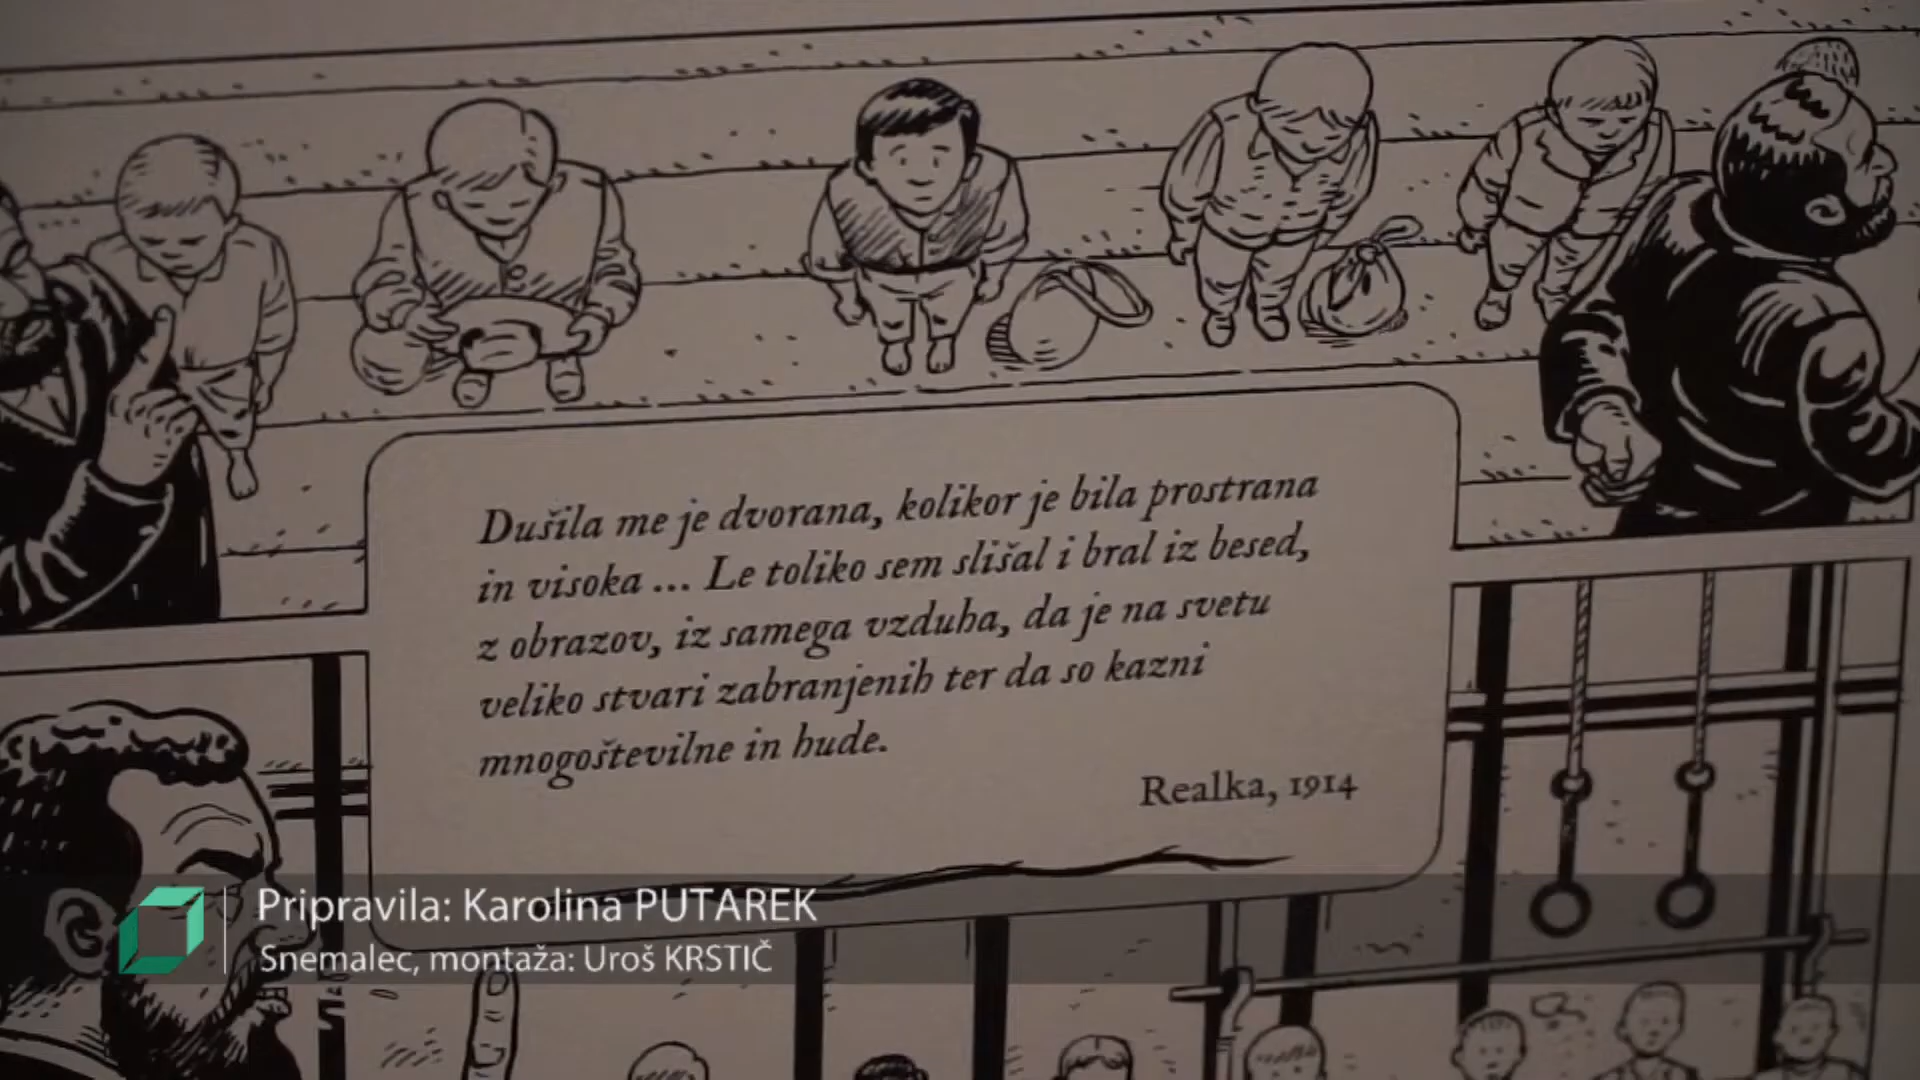 Dušila me je dvorana, kolikor je bila prostrana
in visoka ... Le toliko sem slišal i bral iz besed,
z obrazov, iz samega vzduha, da je na svetu
veliko stvari zabranjenih ter da so kazni
mnogoštevilne in hude.
Realka, 1914
Pripravila: Karolina PUTAREK
Snemalec, montaža: Uroš KRSTIČ